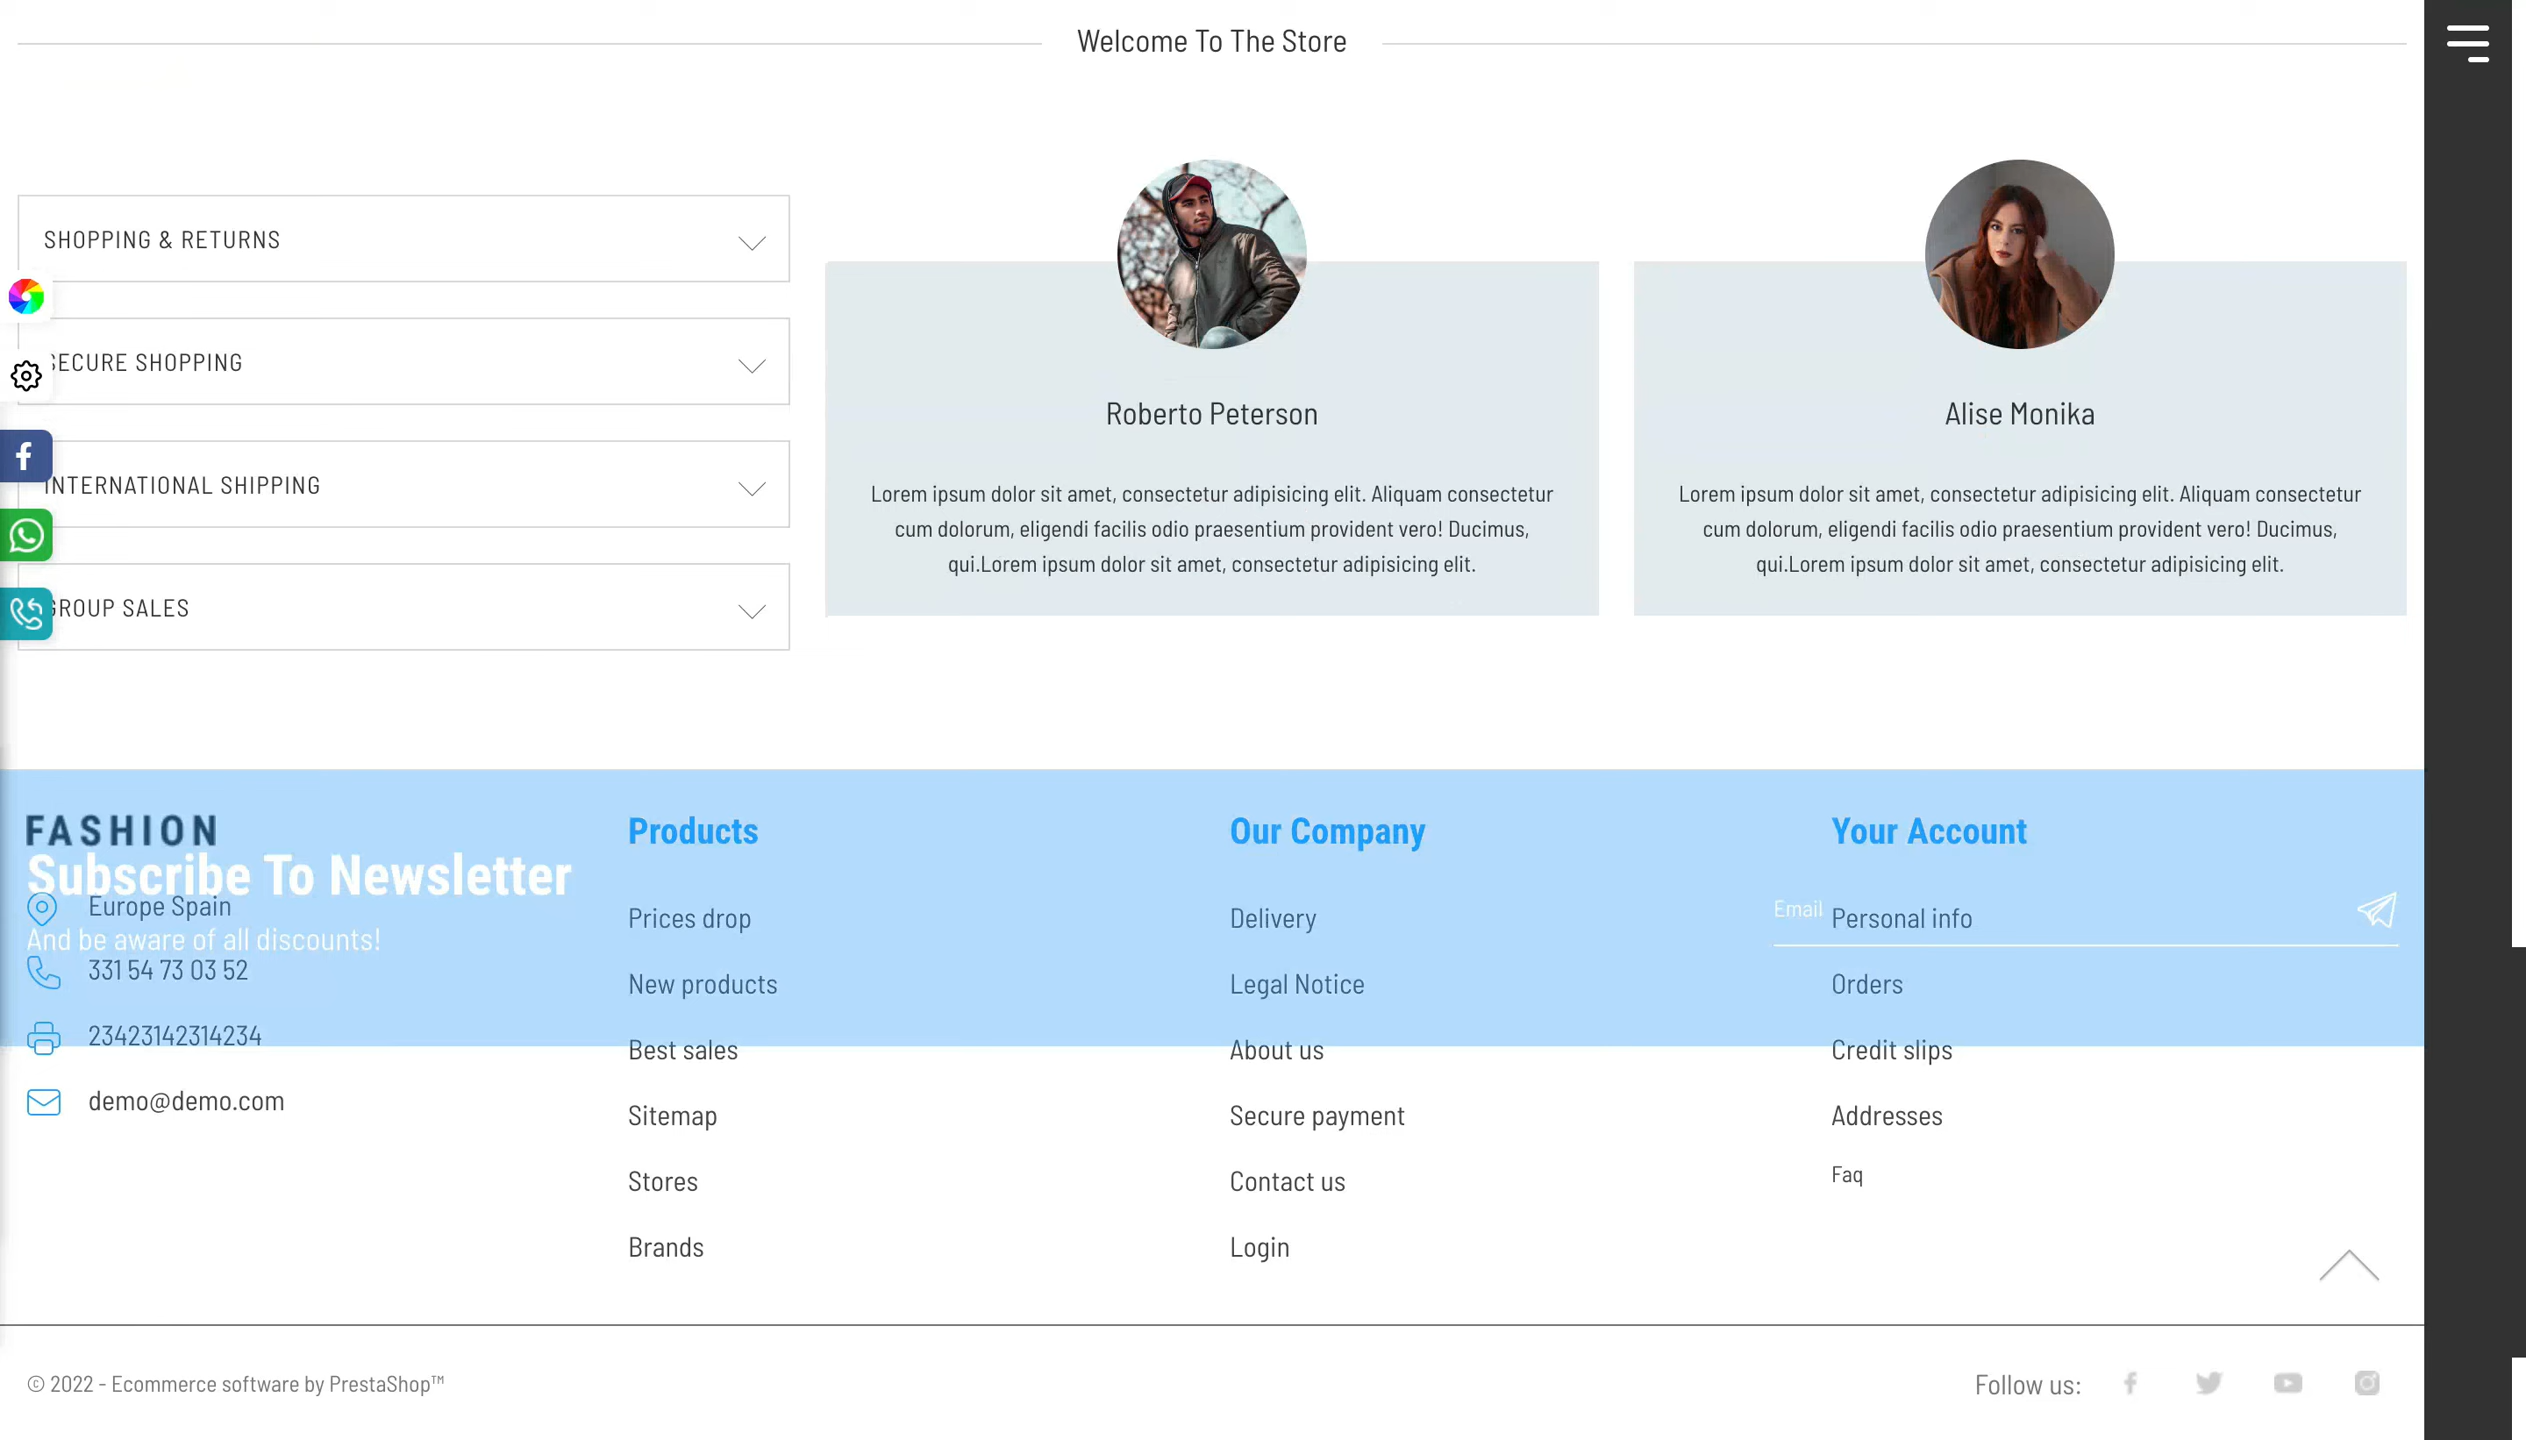 Welcome To The Store
SHOPPING & RETURNS
SECURE SHOPPING
INTERNATIONAL SHIPPING
GROUP SALES
Roberto Peterson
Lorem ipsum dolor sit amet, consectetur adipisicing elit. Aliquam consectetur
cum dolorum, eligendi facilis odio praesentium provident vero! Ducimus,
qui.Lorem ipsum dolor sit amet, consectetur adipisicing elit.
Alise Monika
Lorem ipsum dolor sit amet, consectetur adipisicing elit. Aliquam consectetur
cum dolorum, eligendi facilis odio praesentium provident vero! Ducimus,
qui.Lorem ipsum dolor sit amet, consectetur adipisicing elit.
FASHION
Subscribe To Newsletter
Europe Spain
And be aware of all discounts!
331 54 73 03 52
23423142314234
demo@demo.com
Products
Prices drop
New products
Best sales
Sitemap
Stores
Brands
Our Company
Delivery
Legal Notice
About us
Secure payment
Contact us
Login
Your Account
Email
Personal info
Orders
Credit slips
Addresses
Faq
© 2022 - Ecommerce software by PrestaShop™
Follow us: